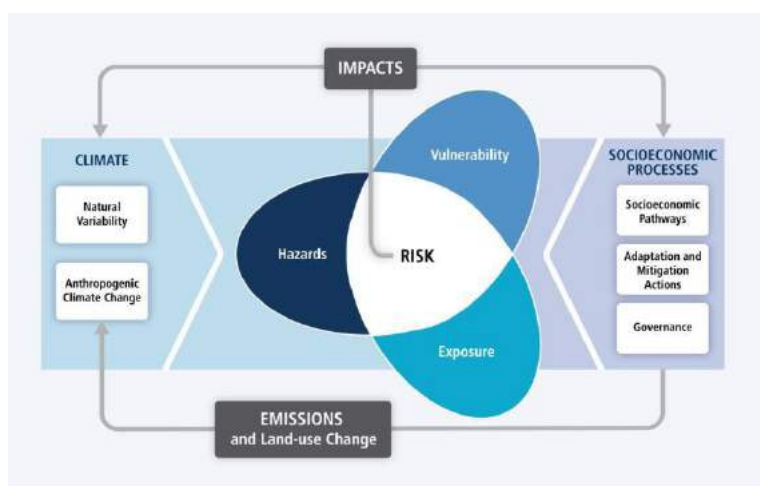 IMPACTS
CLIMATE
Natural
Variability
Anthropogenic
Climate Change
Vulnerability
Hazards
RISK
Exposure
SOCIOECONOMIC
PROCESSES
Socioeconomic
Pathways
Adaptation and
Mitigation
Actions
Governance
EMISSIONS
and Land-use Change